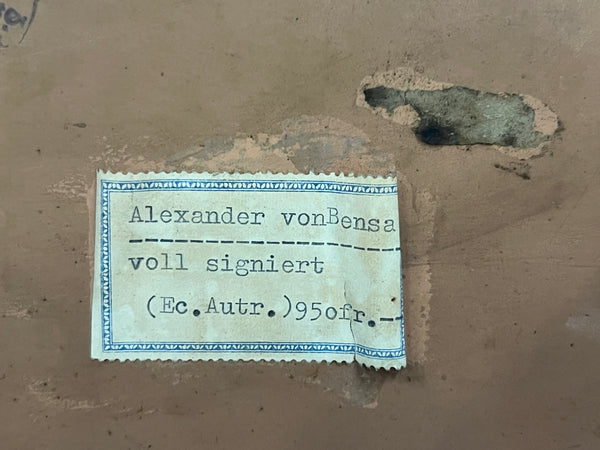 Alexander vonBensa
voll signiert
(Ec.Autr.)950fr.--